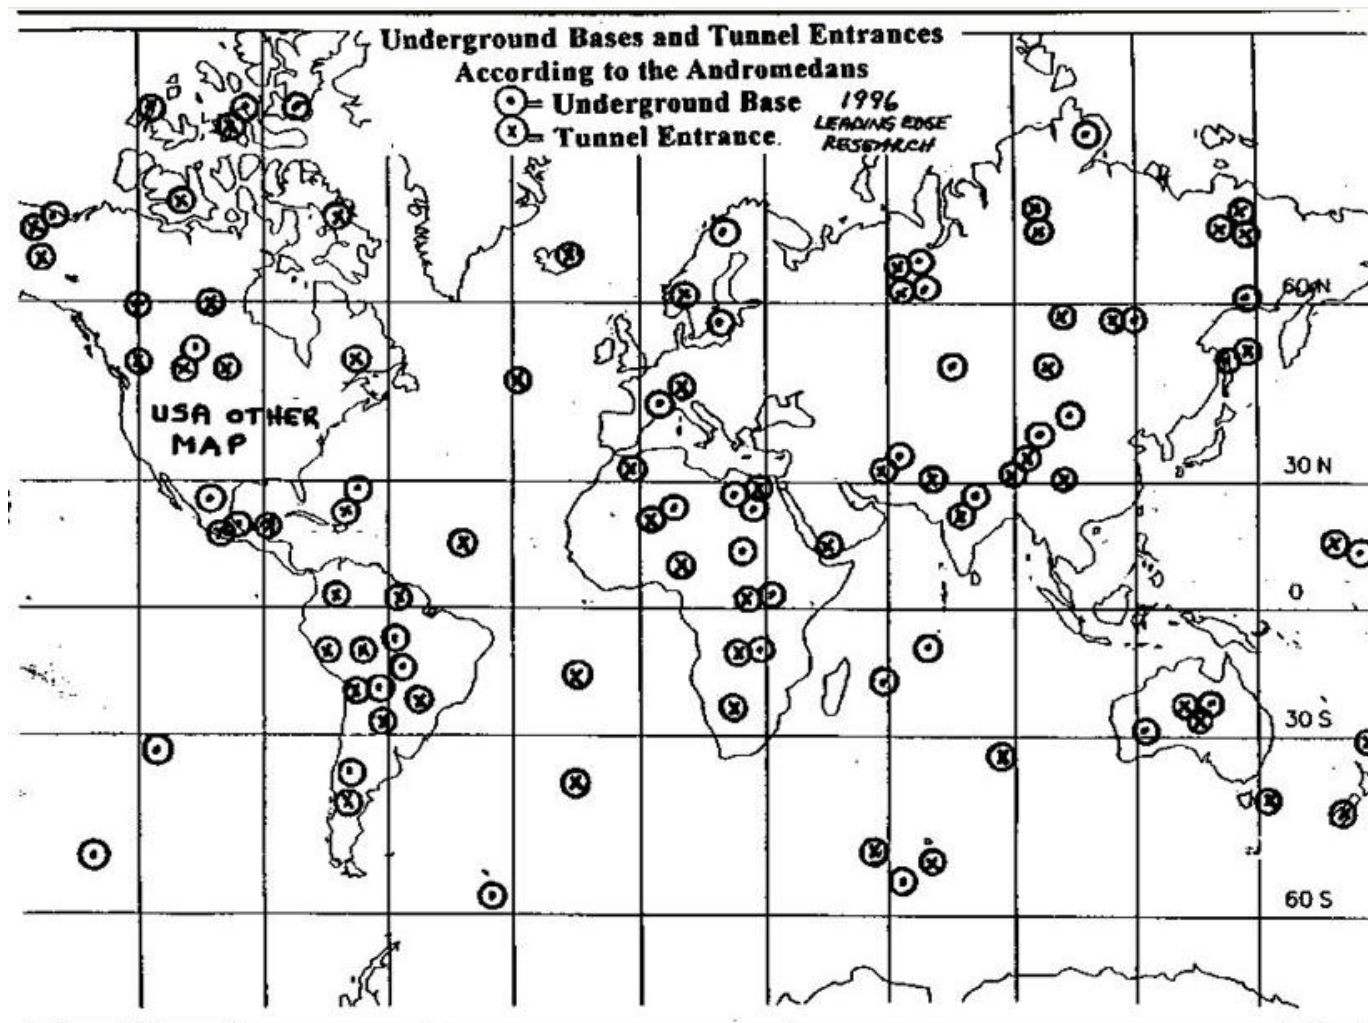 Underground Bases and Tunnel Entrances
According to the Andromedans
= Underground Base
= Tunnel Entrance.
1996
LEADING EDGE
RESEARCH
60 N
USA OTHER
MAP
30 N
0
30 S
60 S